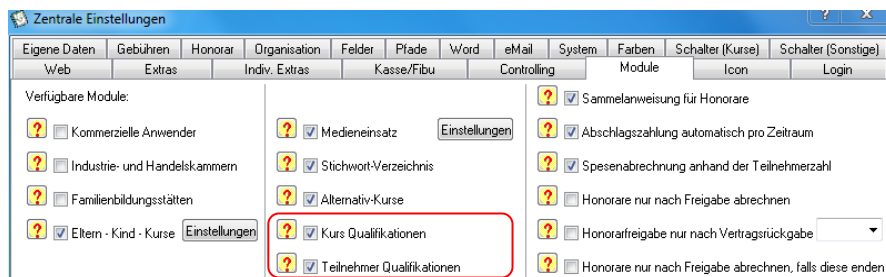 Zentrale Einstellungen
Eigene Daten Gebühren Honorar Organisation Felder Pfade Word eMail System Farben Schalter (Kurse) Schalter (Sonstige)
Web Extras Indiv. Extras Kasse/Fibu Controlling Module Icon Login
Verfügbare Module:
Kommerzielle Anwender
Industrie- und Handelskammern
Familienbildungsstätten
Eltern - Kind - Kurse Einstellungen
Medieneinsatz Einstellungen
Stichwort-Verzeichnis
Alternativ-Kurse
Kurs Qualifikationen
Teilnehmer Qualifikationen
Sammelanweisung für Honorare
Abschlagszahlung automatisch pro Zeitraum
Spesenabrechnung anhand der Teilnehmerzahl
Honorare nur nach Freigabe abrechnen
Honorarfreigabe nur nach Vertragsrückgabe
Honorare nur nach Freigabe abrechnen, falls diese enden